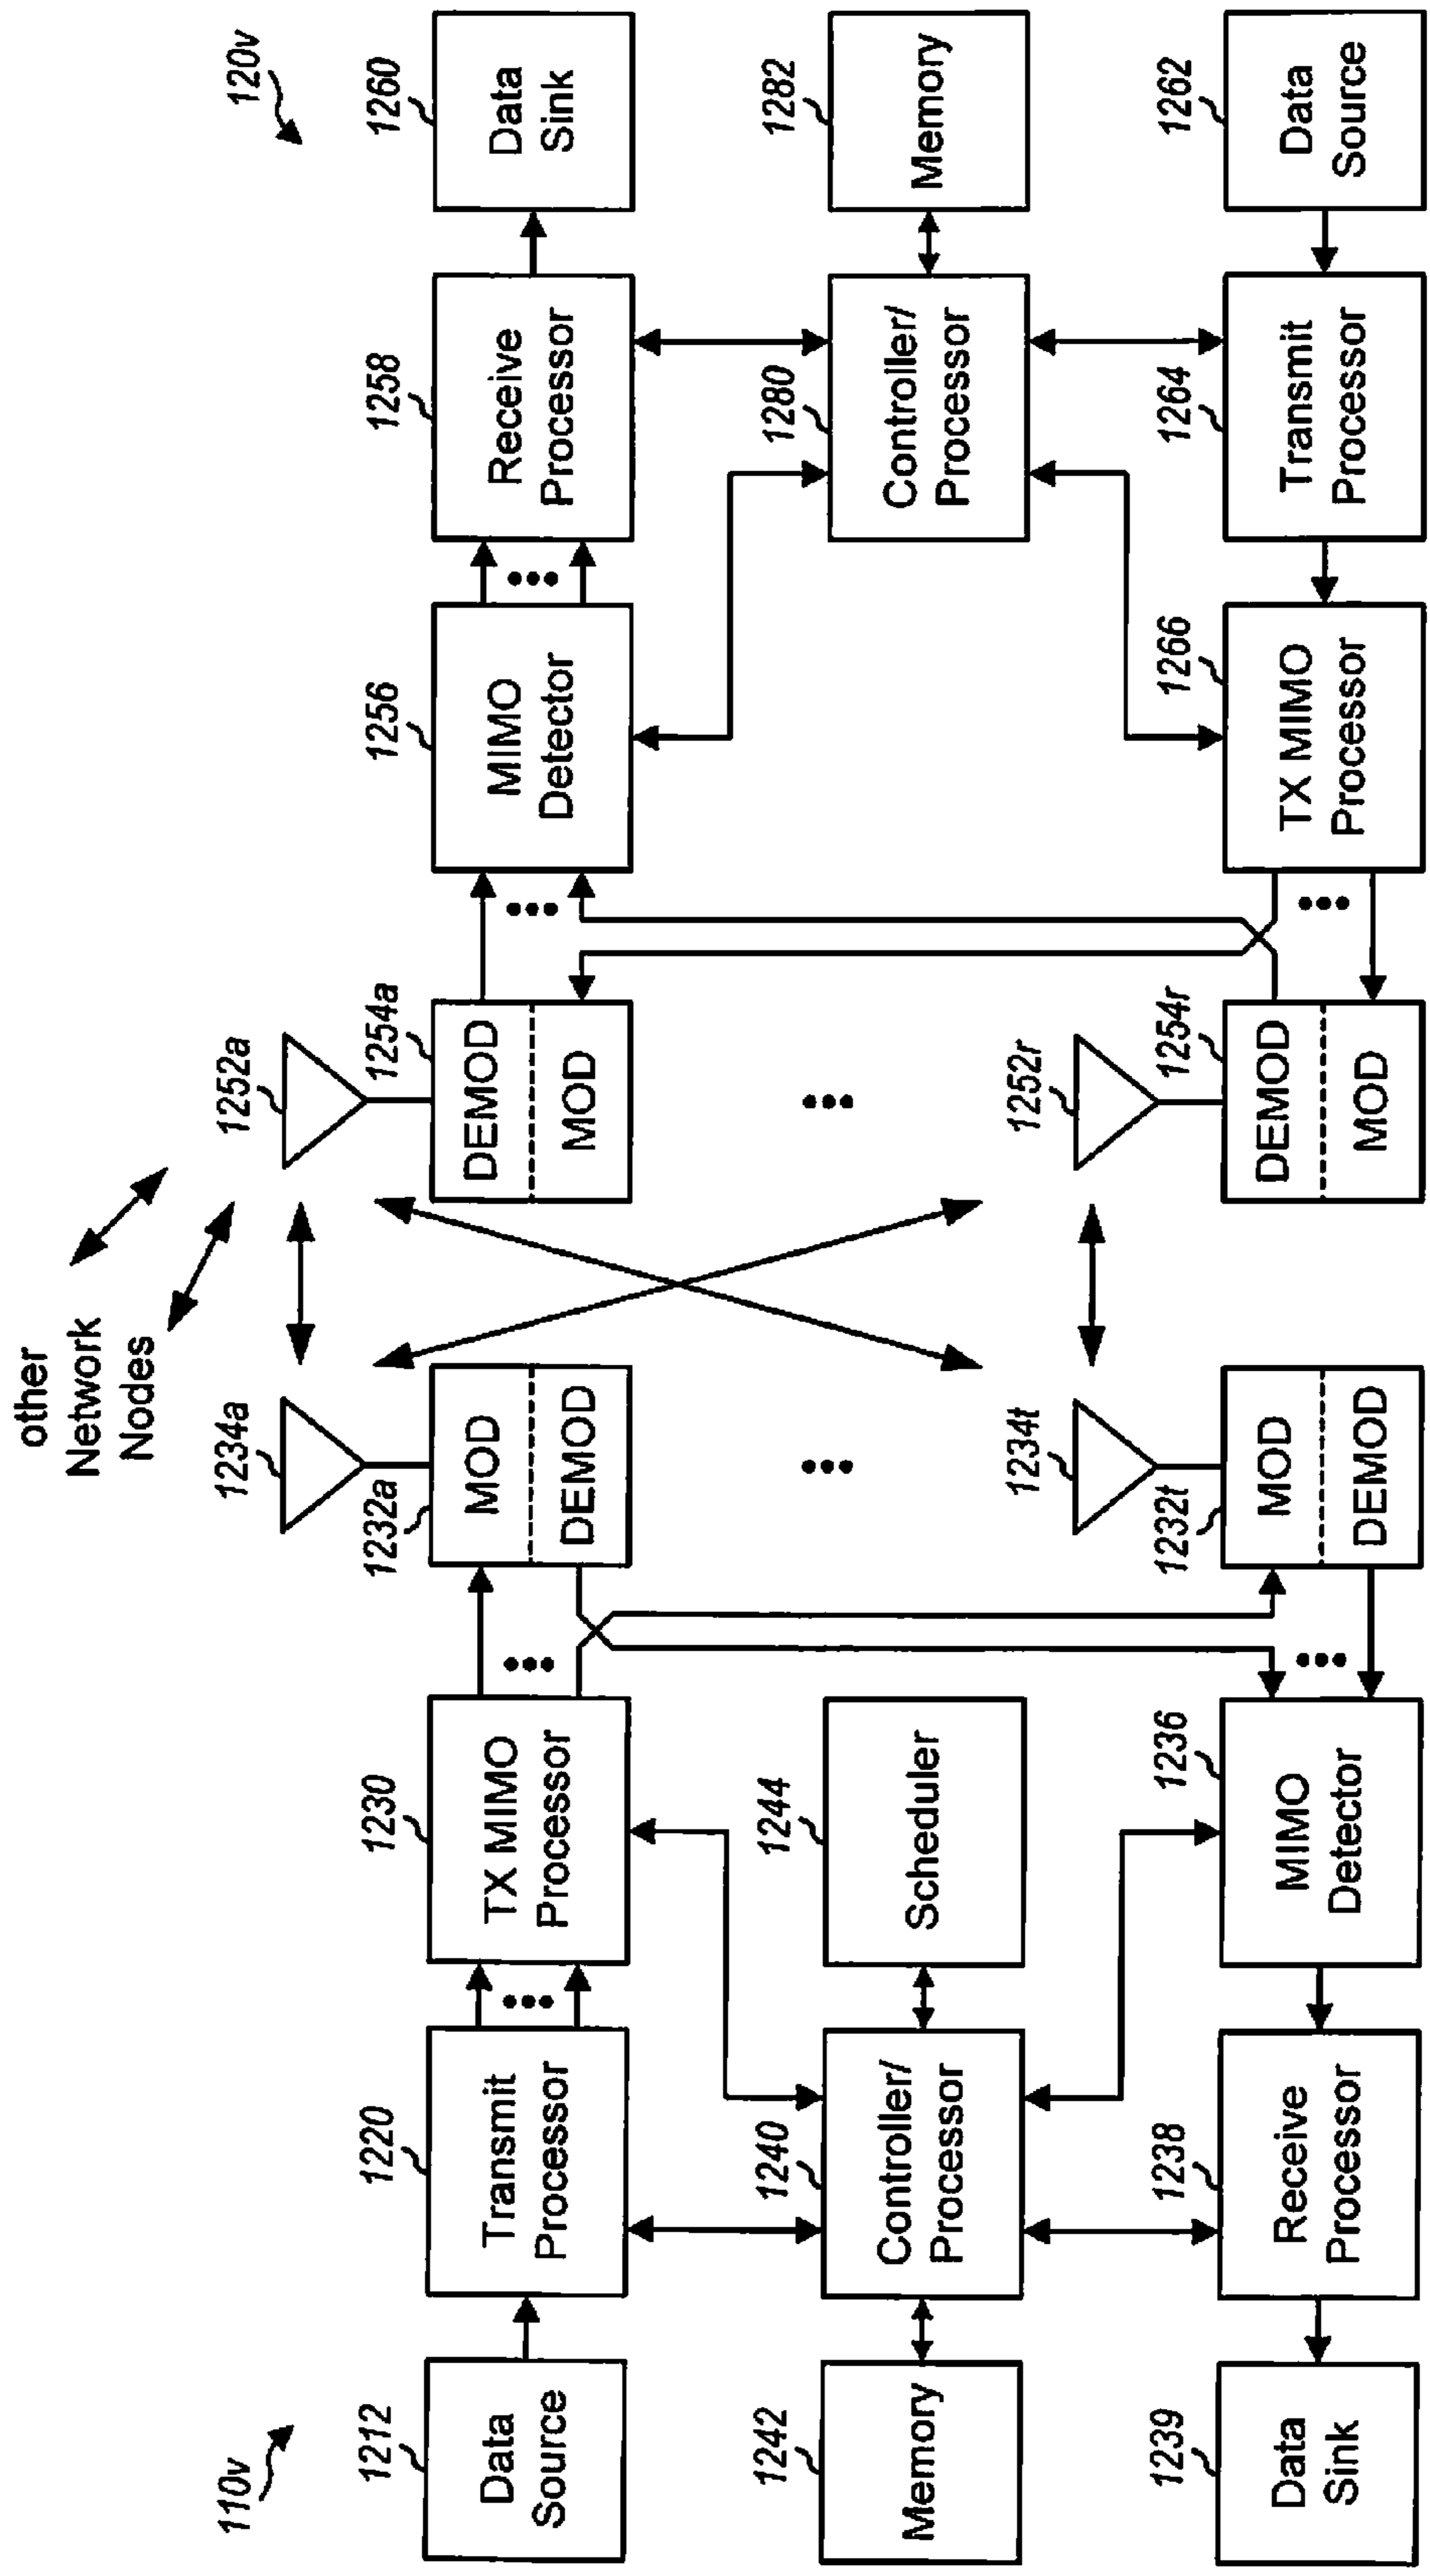 other
Network
Nodes
110v
120v
1212
Data
Source
1220
Transmit
Processor
1230
TX MIMO
Processor
1234a
1232a
MOD
DEMOD
1252a
1254a
DEMOD
MOD
1256
MIMO
Detector
1258
Receive
Processor
1260
Data
Sink
1242
Memory
1240
Controller/
Processor
1244
Scheduler
1280
Controller/
Processor
1282
Memory
1239
Data
Sink
1238
Receive
Processor
1236
MIMO
Detector
1234t
1232t
MOD
DEMOD
1252r
1254r
DEMOD
MOD
1266
TX MIMO
Processor
1264
Transmit
Processor
1262
Data
Source